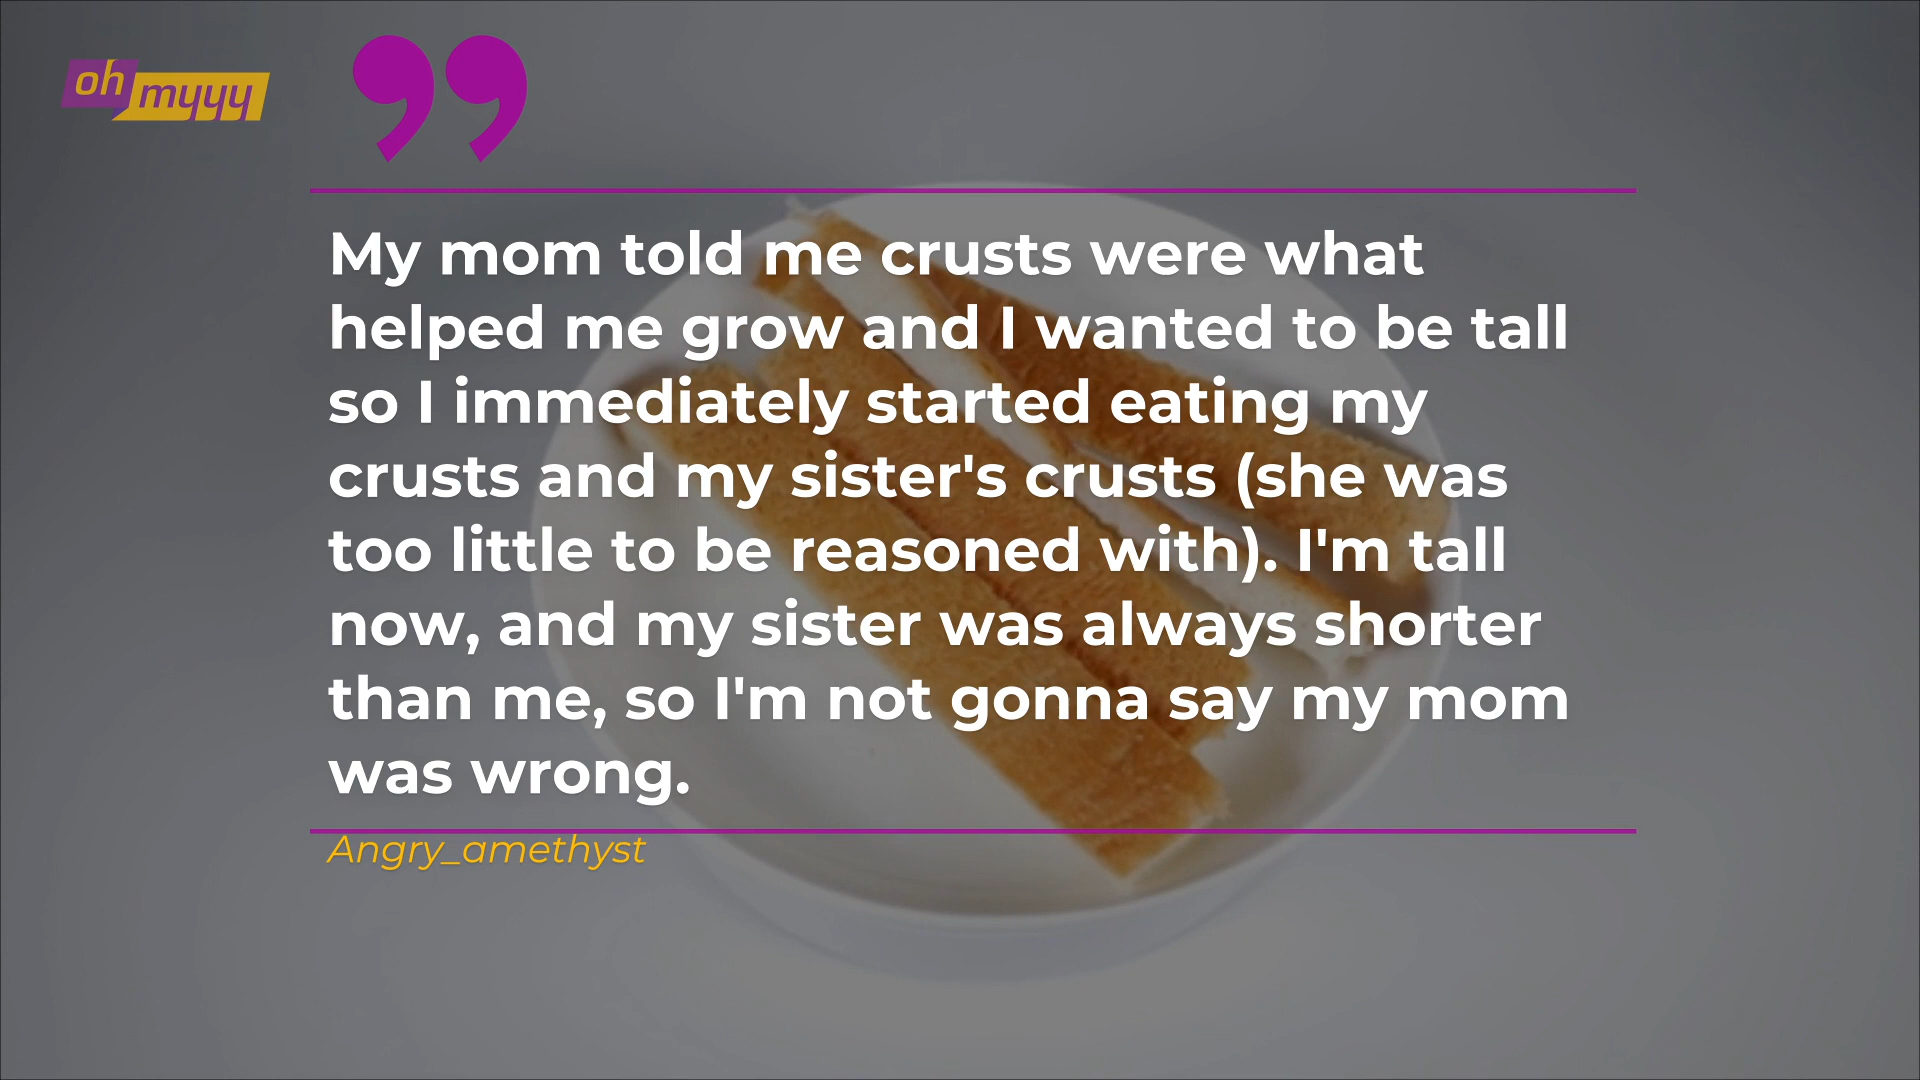 oh
myyy
”
My mom told me crusts were what
helped me grow and I wanted to be tall
so I immediately started eating my
crusts and my sister's crusts (she was
too little to be reasoned with). I'm tall
now, and my sister was always shorter
than me, so I'm not gonna say my mom
was wrong.
Angry_amethyst